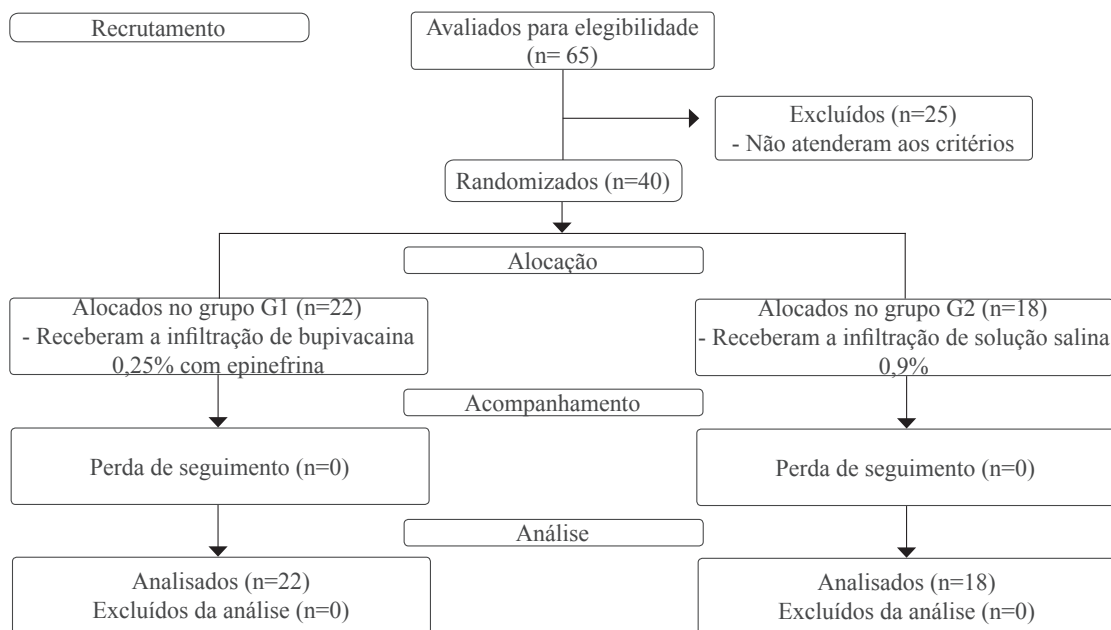 Recrutamento
Avaliados para elegibilidade
(n= 65)
Excluídos (n=25)
- Não atenderam aos critérios
Randomizados (n=40)
Alocação
Alocados no grupo G1 (n=22)
- Receberam a infiltração de bupivacaina
0,25% com epinefrina
Alocados no grupo G2 (n=18)
- Receberam a infiltração de solução salina
0,9%
Acompanhamento
Perda de seguimento (n=0)
Perda de seguimento (n=0)
Análise
Analisados (n=22)
Excluídos da análise (n=0)
Analisados (n=18)
Excluídos da análise (n=0)